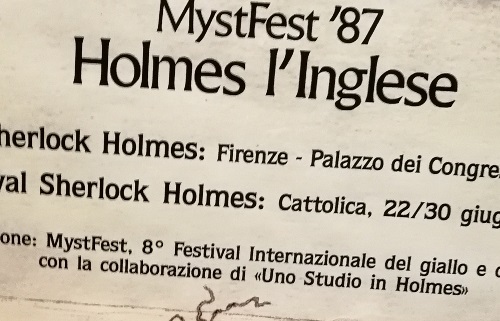 MystFest '87
Holmes l'Inglese
herlock Holmes: Firenze - Palazzo dei Congre
val Sherlock Holmes: Cattolica, 22/30 giug
one: MystFest, 8° Festival Internazionale del giallo e
con la collaborazione di «Uno Studio in Holmes»